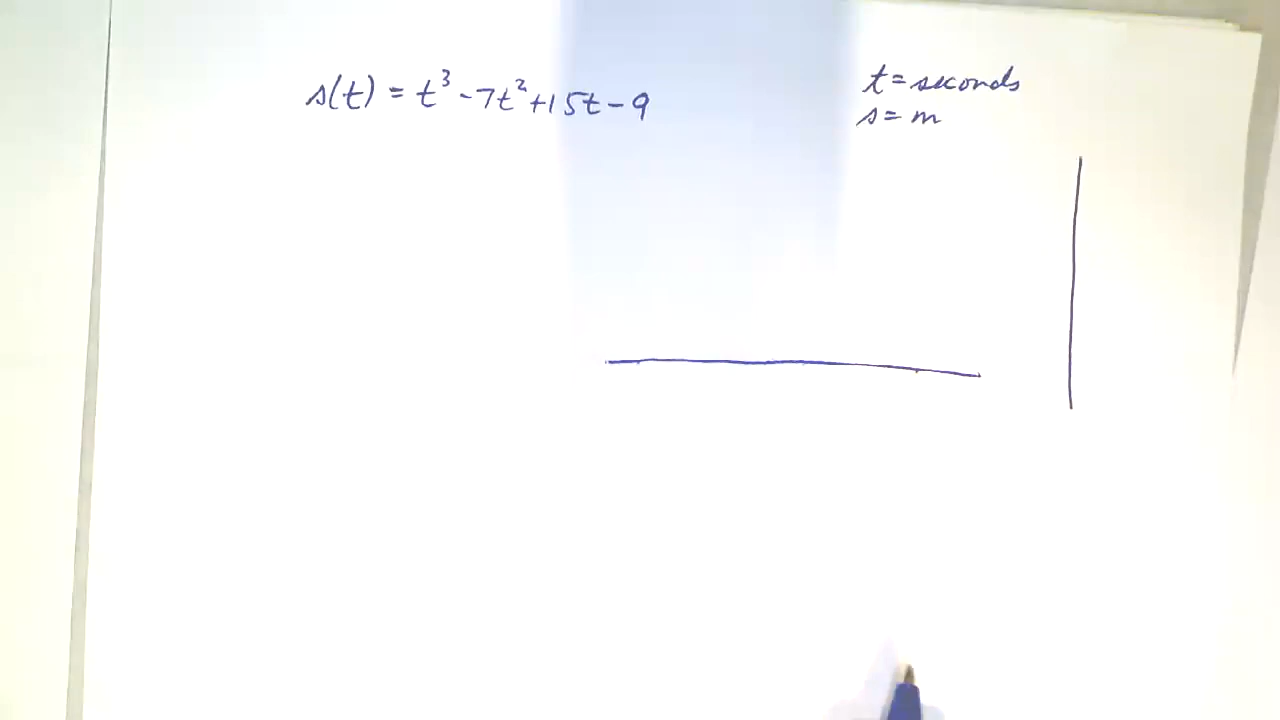 s(t) = t³ - 7t² + 15t - 9
t = seconds
s = m